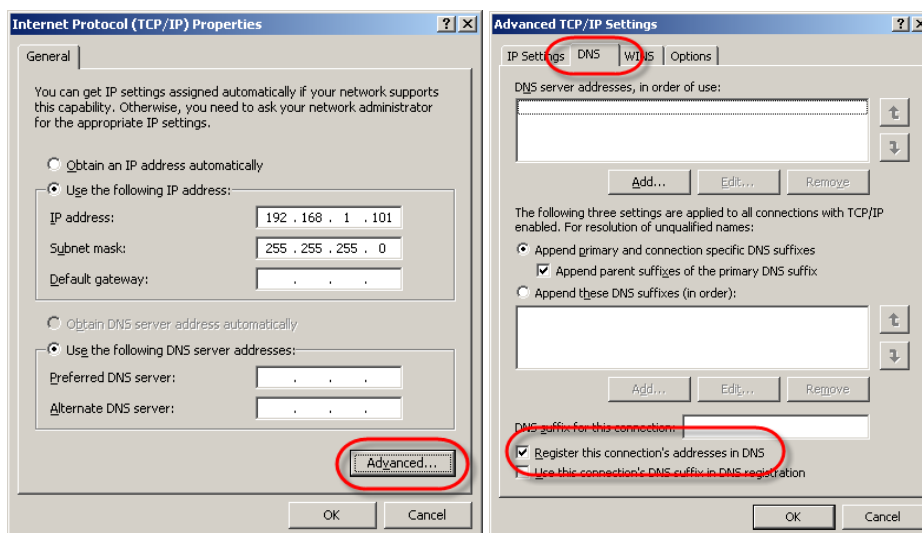 Internet Protocol (TCP/IP) Properties
General
You can get IP settings assigned automatically if your network supports
this capability. Otherwise, you need to ask your network administrator
for the appropriate IP settings.
Obtain an IP address automatically
Use the following IP address:
IP address:
192 . 168 . 1 . 101
Subnet mask:
255 . 255 . 255 . 0
Default gateway:
. . .
Obtain DNS server address automatically
Use the following DNS server addresses:
Preferred DNS server:
. . .
Alternate DNS server:
. . .
Advanced...
OK
Cancel
Advanced TCP/IP Settings
IP Settings
DNS
WINS
Options
DNS server addresses, in order of use:
Add...
Edit...
Remove
The following three settings are applied to all connections with TCP/IP
enabled. For resolution of unqualified names:
Append primary and connection specific DNS suffixes
Append parent suffixes of the primary DNS suffix
Append these DNS suffixes (in order):
Add...
Edit...
Remove
DNS suffix for this connection:
Register this connection's addresses in DNS
Use this connection's DNS suffix in DNS registration
OK
Cancel